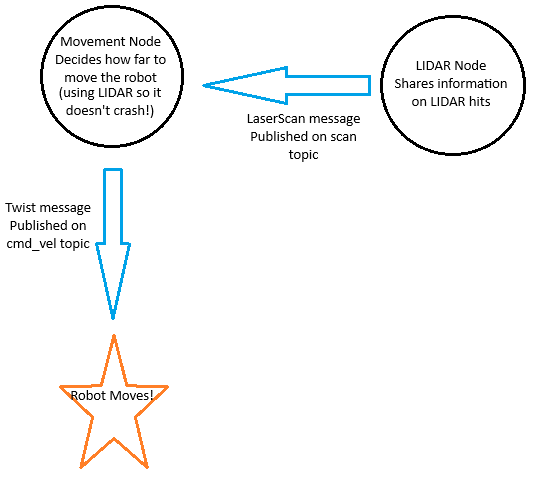 Movement Node
Decides how far to
move the robot
(using LIDAR so it
doesn't crash!)
LIDAR Node
Shares information
on LIDAR hits
LaserScan message
Published on scan
topic
Twist message
Published on
cmd_vel topic
Robot Moves!